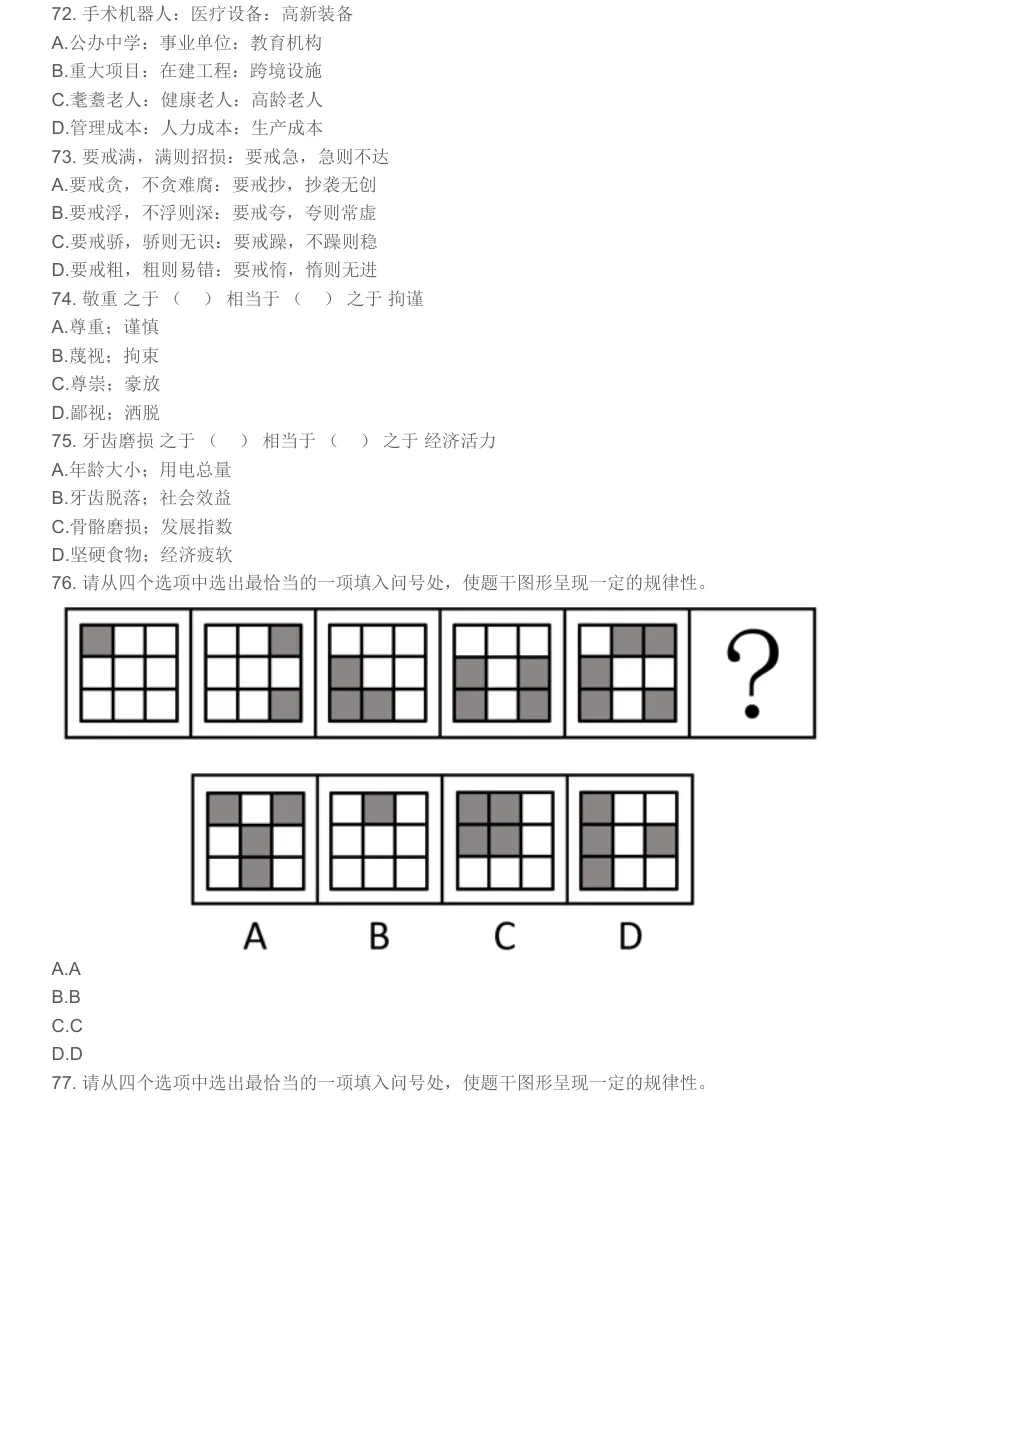 72. 手术机器人：医疗设备：高新装备
A.公办中学：事业单位：教育机构
B.重大项目：在建工程：跨境设施
C.耄耋老人：健康老人：高龄老人
D.管理成本：人力成本：生产成本
73. 要戒满，满则招损：要戒急，急则不达
A.要戒贪，不贪难腐：要戒抄，抄袭无创
B.要戒浮，不浮则深：要戒夸，夸则常虚
C.要戒骄，骄则无识：要戒躁，不躁则稳
D.要戒粗，粗则易错：要戒惰，惰则无进
74. 敬重 之于 （ ） 相当于 （ ） 之于 拘谨
A.尊重；谨慎
B.蔑视；拘束
C.尊崇；豪放
D.鄙视；洒脱
75. 牙齿磨损 之于 （ ） 相当于 （ ） 之于 经济活力
A.年龄大小；用电总量
B.牙齿脱落；社会效益
C.骨骼磨损；发展指数
D.坚硬食物；经济疲软
76. 请从四个选项中选出最恰当的一项填入问号处，使题干图形呈现一定的规律性。
?
A B C D
A.A
B.B
C.C
D.D
77. 请从四个选项中选出最恰当的一项填入问号处，使题干图形呈现一定的规律性。